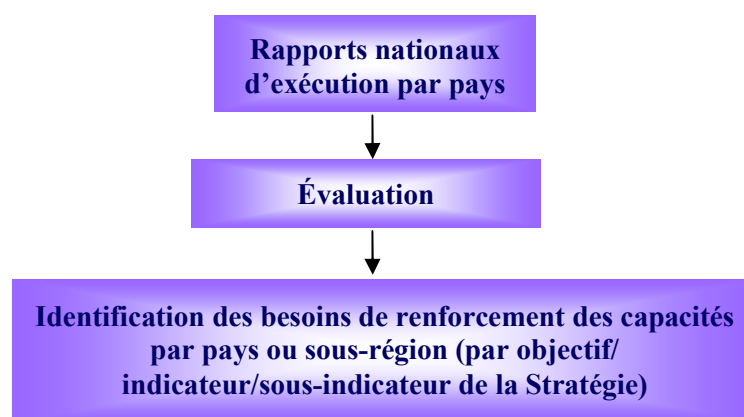 Rapports nationaux
d’exécution par pays
Évaluation
Identification des besoins de renforcement des capacités
par pays ou sous-région (par objectif/
indicateur/sous-indicateur de la Stratégie)